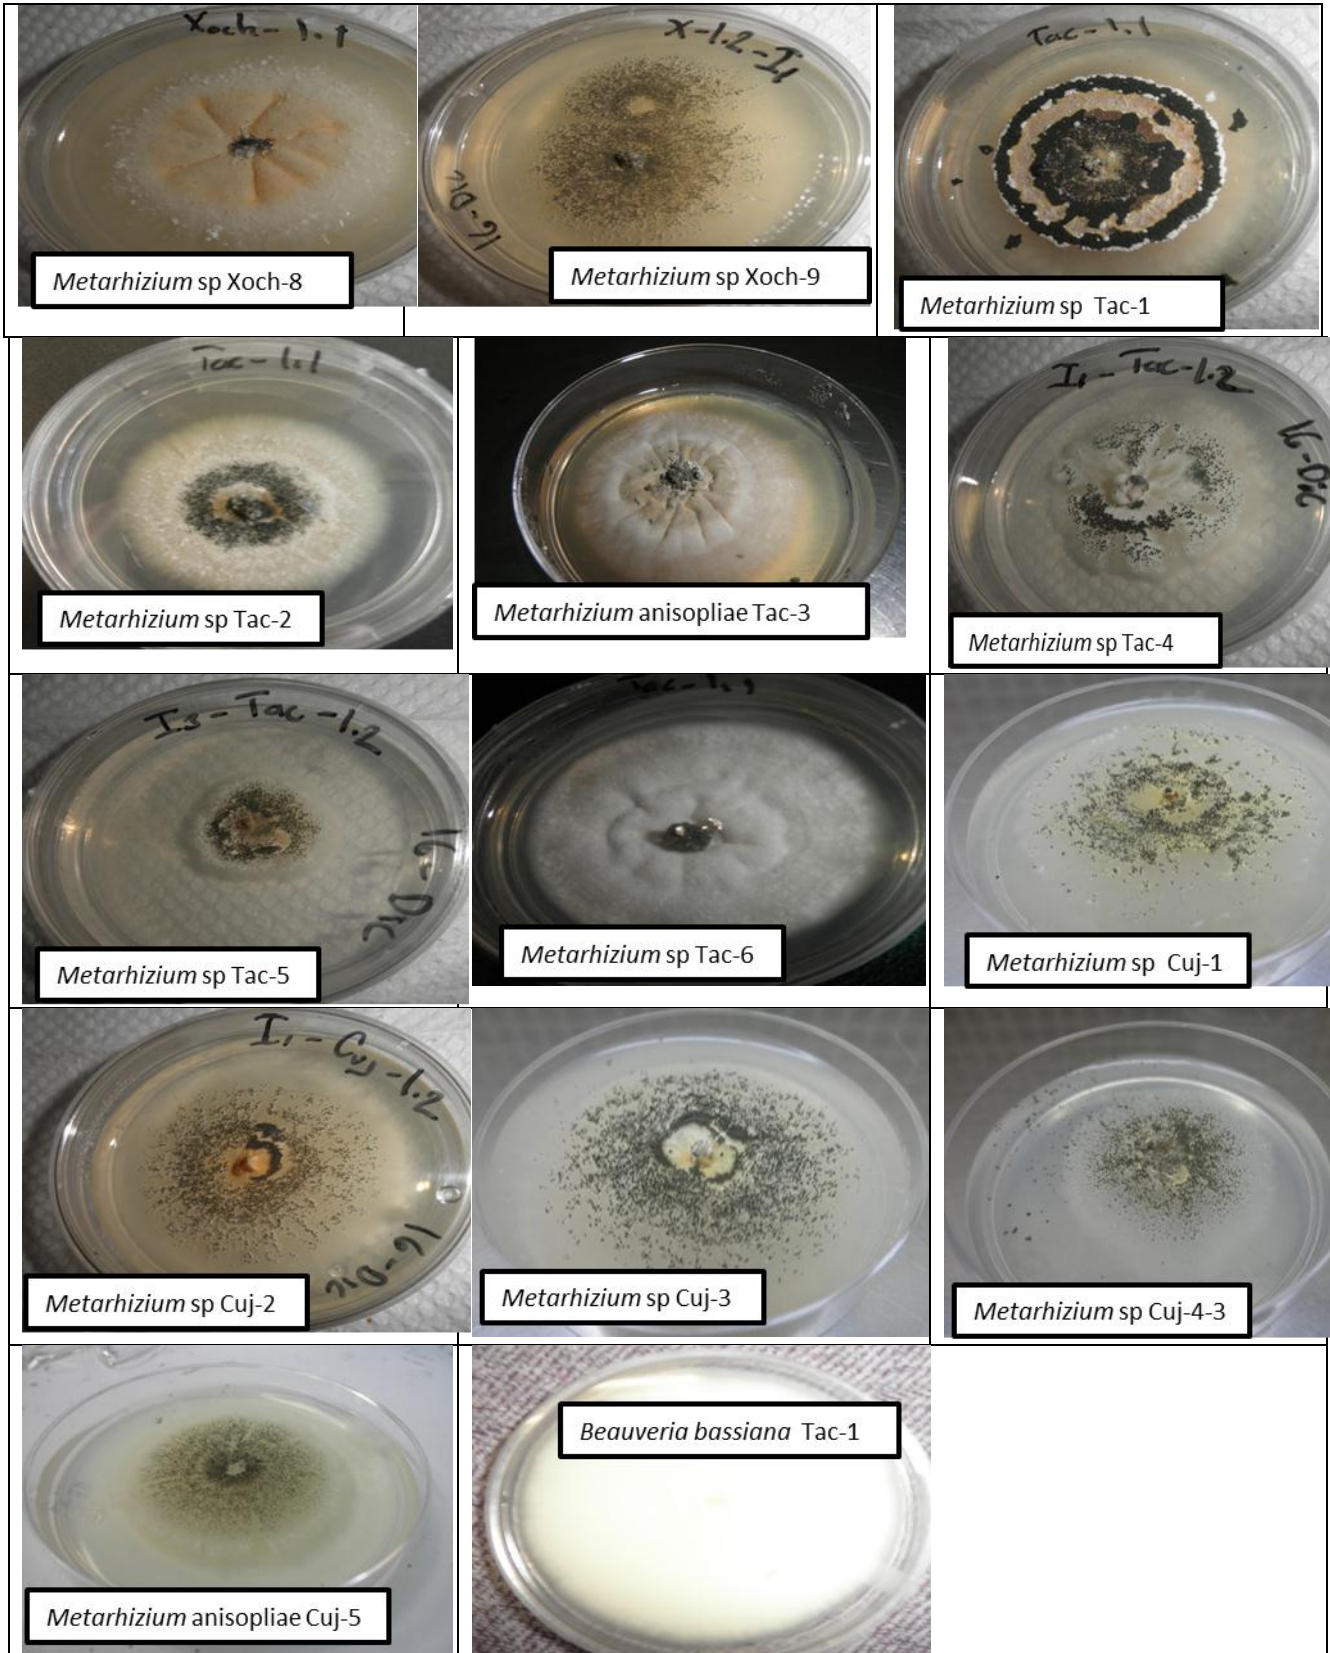 Xoch-1.1
X-1.2-I1
16-Dic
Tac-1.1
Metarhizium sp Xoch-8
Metarhizium sp Xoch-9
Metarhizium sp Tac-1
Tac-1.1
I1-Tac-1.2
16-Dic
Metarhizium sp Tac-2
Metarhizium anisopliae Tac-3
Metarhizium sp Tac-4
I3-Tac-1.2
16-Dic
Tac-1.1
Metarhizium sp Tac-5
Metarhizium sp Tac-6
Metarhizium sp Cuj-1
I1-Cuj-1.2
16-Dic
Metarhizium sp Cuj-2
Metarhizium sp Cuj-3
Metarhizium sp Cuj-4-3
Beauveria bassiana Tac-1
Metarhizium anisopliae Cuj-5